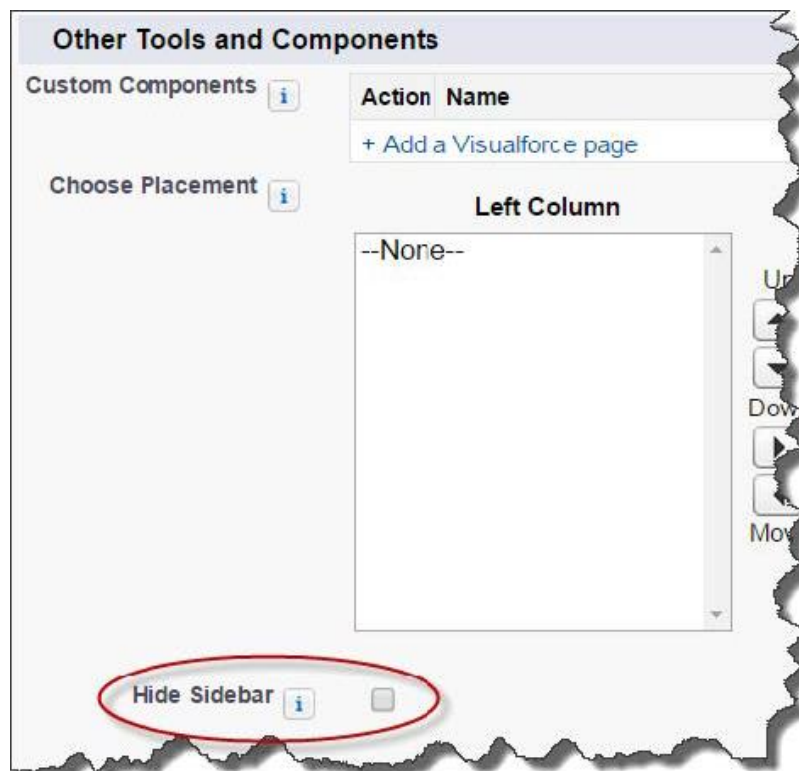 Other Tools and Components
Custom Components
Action Name
+ Add a Visualforce page
Choose Placement
Left Column
--None--
Hide Sidebar